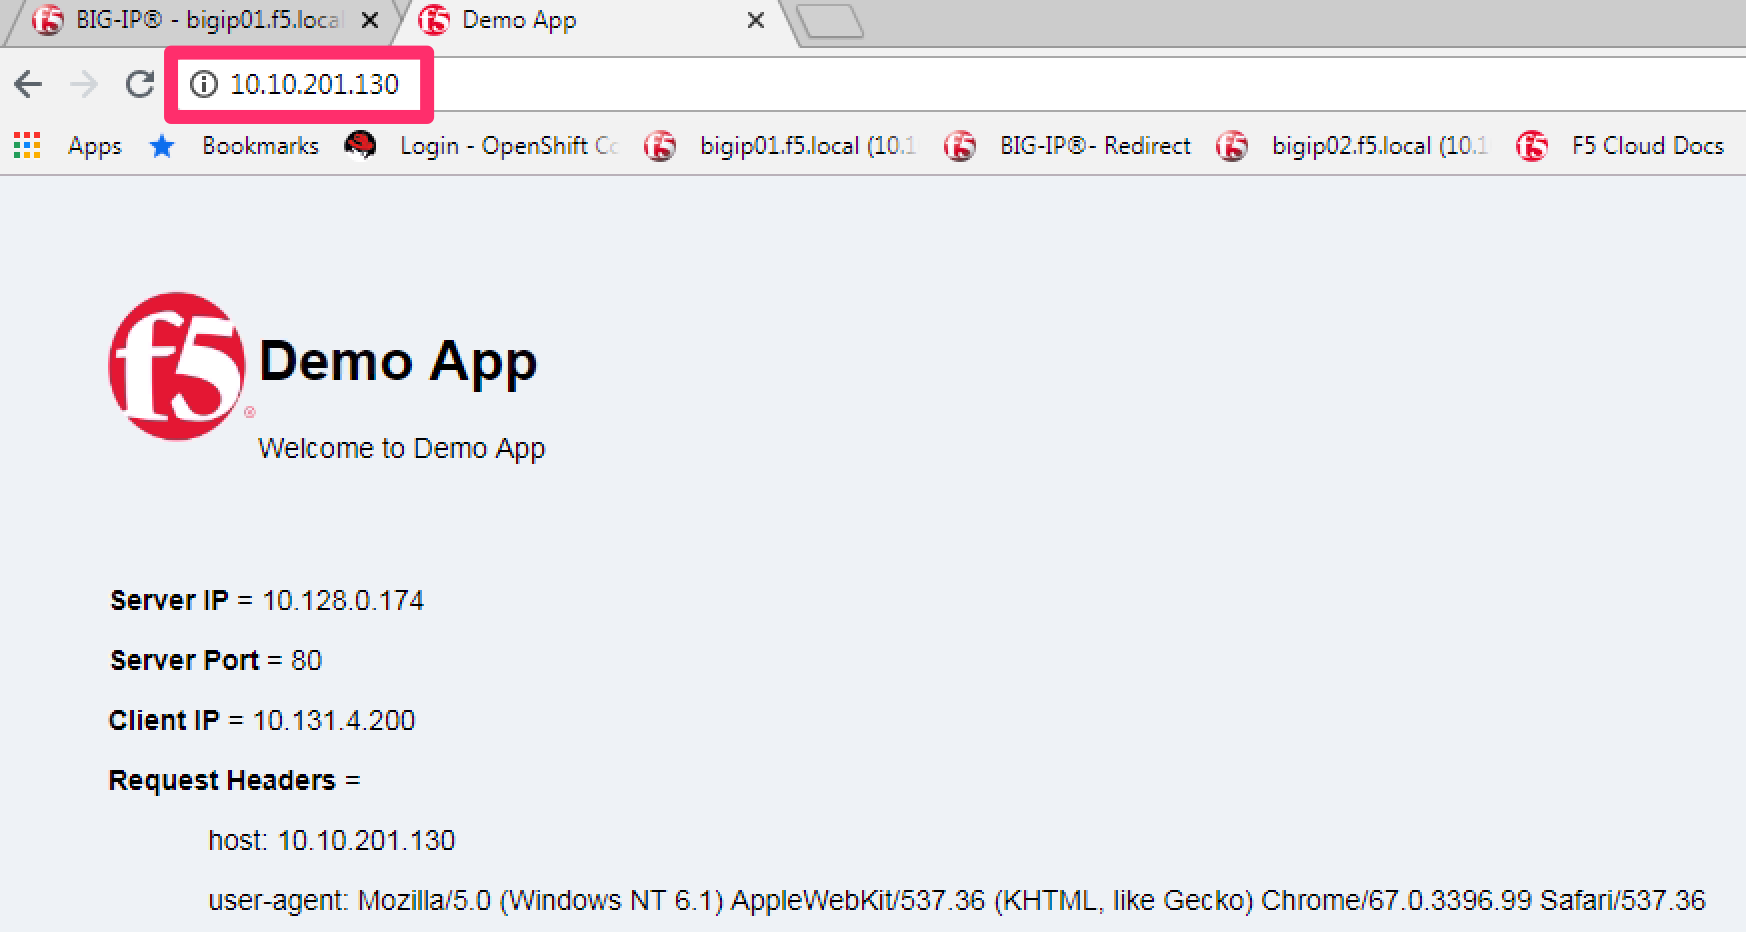 BIG-IP® - bigip01.f5.loca
Demo App
10.10.201.130
Apps Bookmarks Login - OpenShift Co bigip01.f5.local (10.1 BIG-IP®- Redirect bigip02.f5.local (10.1 F5 Cloud Docs
f5® Demo App
Welcome to Demo App
Server IP = 10.128.0.174
Server Port = 80
Client IP = 10.131.4.200
Request Headers =
host: 10.10.201.130
user-agent: Mozilla/5.0 (Windows NT 6.1) AppleWebKit/537.36 (KHTML, like Gecko) Chrome/67.0.3396.99 Safari/537.36